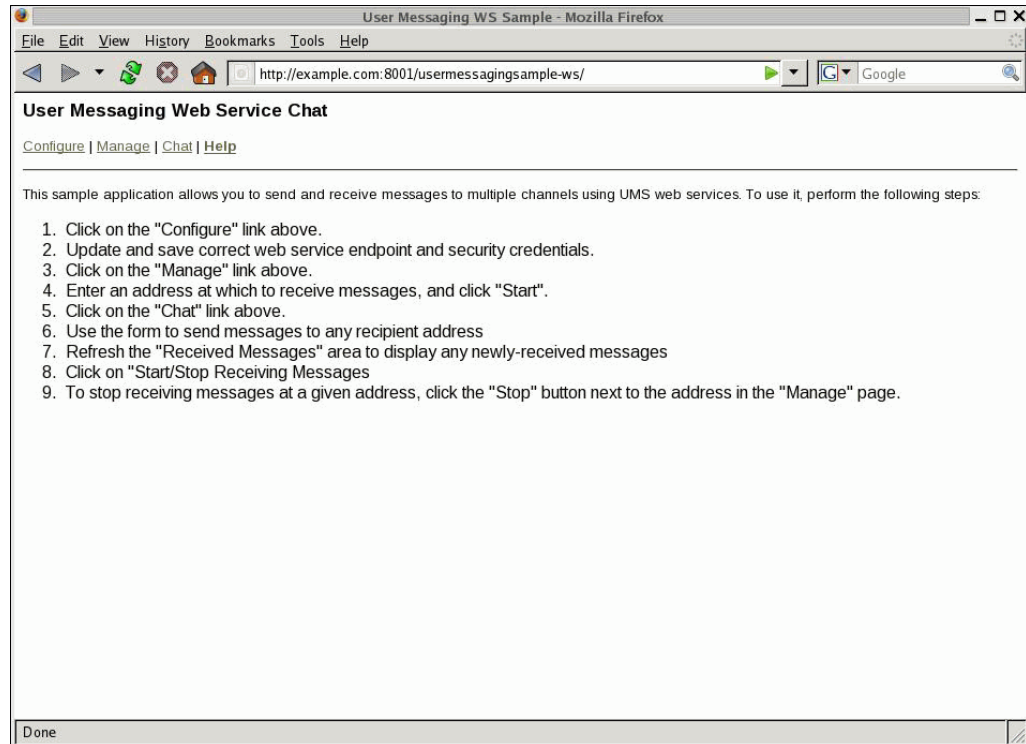 User Messaging WS Sample - Mozilla Firefox
File Edit View History Bookmarks Tools Help
http://example.com:8001/usermessagingsample-ws/ G Google
User Messaging Web Service Chat
Configure | Manage | Chat | Help
This sample application allows you to send and receive messages to multiple channels using UMS web services. To use it, perform the following steps:
1. Click on the "Configure" link above.
2. Update and save correct web service endpoint and security credentials.
3. Click on the "Manage" link above.
4. Enter an address at which to receive messages, and click "Start".
5. Click on the "Chat" link above.
6. Use the form to send messages to any recipient address
7. Refresh the "Received Messages" area to display any newly-received messages
8. Click on "Start/Stop Receiving Messages
9. To stop receiving messages at a given address, click the "Stop" button next to the address in the "Manage" page.
Done